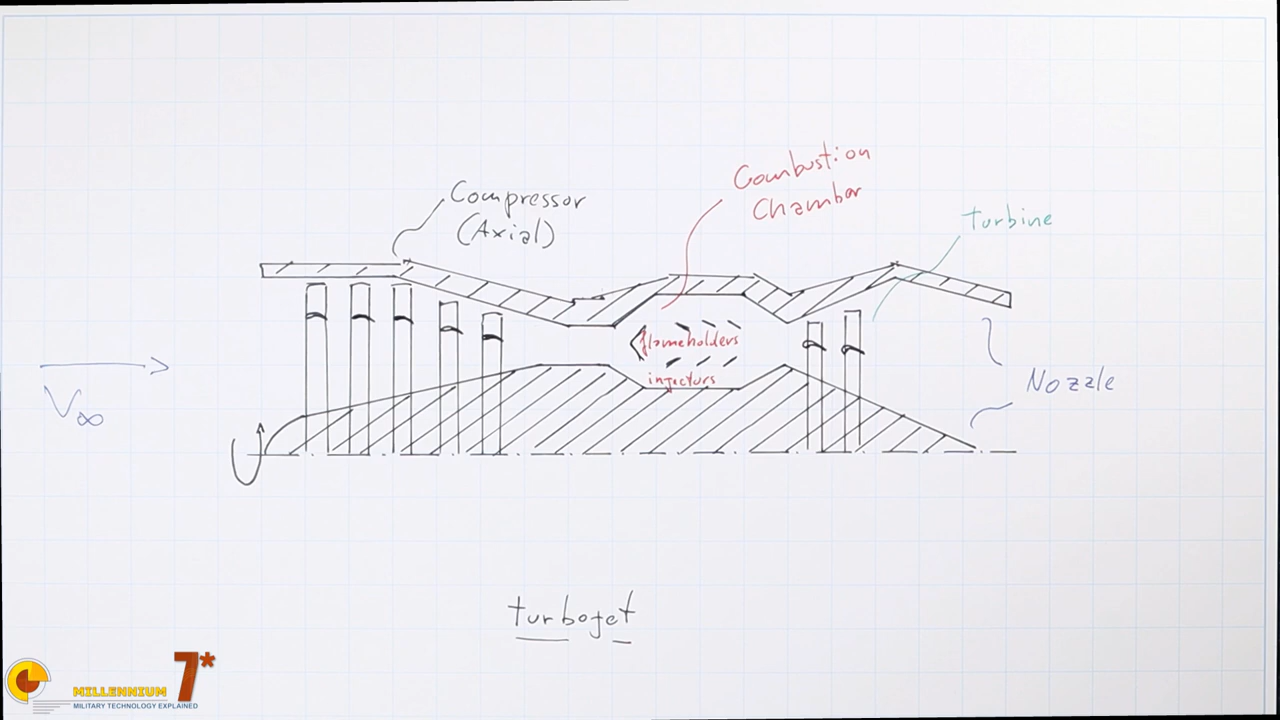 Compressor
(Axial)
Combustion
Chamber
turbine
flameholders
injectors
V∞
Nozzle
turbojet
7*
MILLENNIUM
MILITARY TECHNOLOGY EXPLAINED